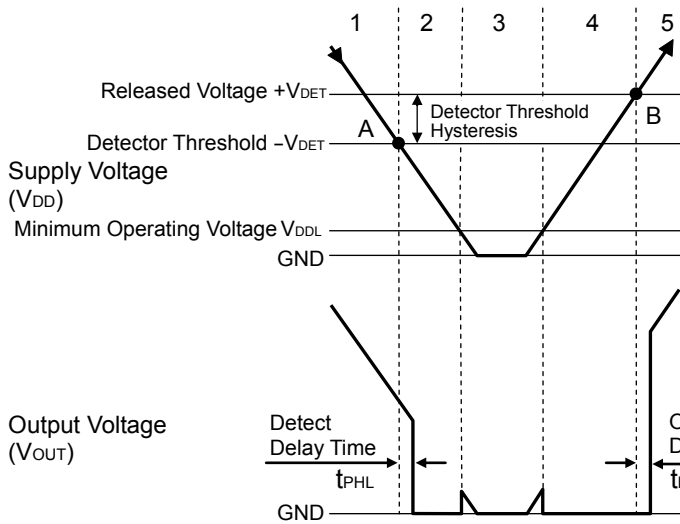 1 2 3 4 5
Released Voltage +VDET
Detector Threshold
Hysteresis
A
B
Detector Threshold –VDET
Supply Voltage
(VDD)
Minimum Operating Voltage VDDL
GND
Output Voltage
(VOUT)
Detect
Delay Time
tPHL
GND